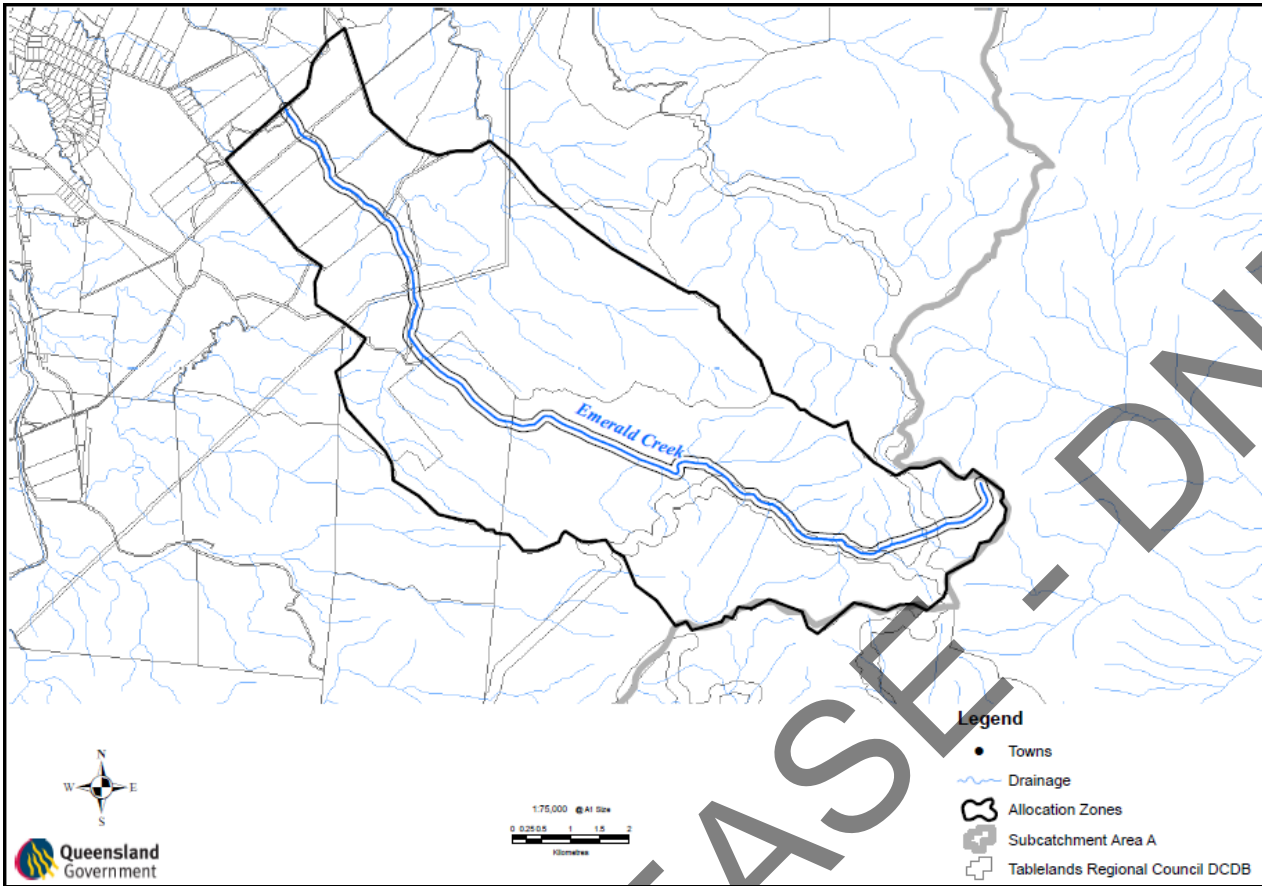 Emerald Creek
Legend
Towns
Drainage
Allocation Zones
Subcatchment Area A
Tablelands Regional Council DCDB
N
W E
S
1:75,000 @ A1 Size
0 0.25 0.5 1 1.5 2
Kilometres
Queensland
Government
EASE - DN